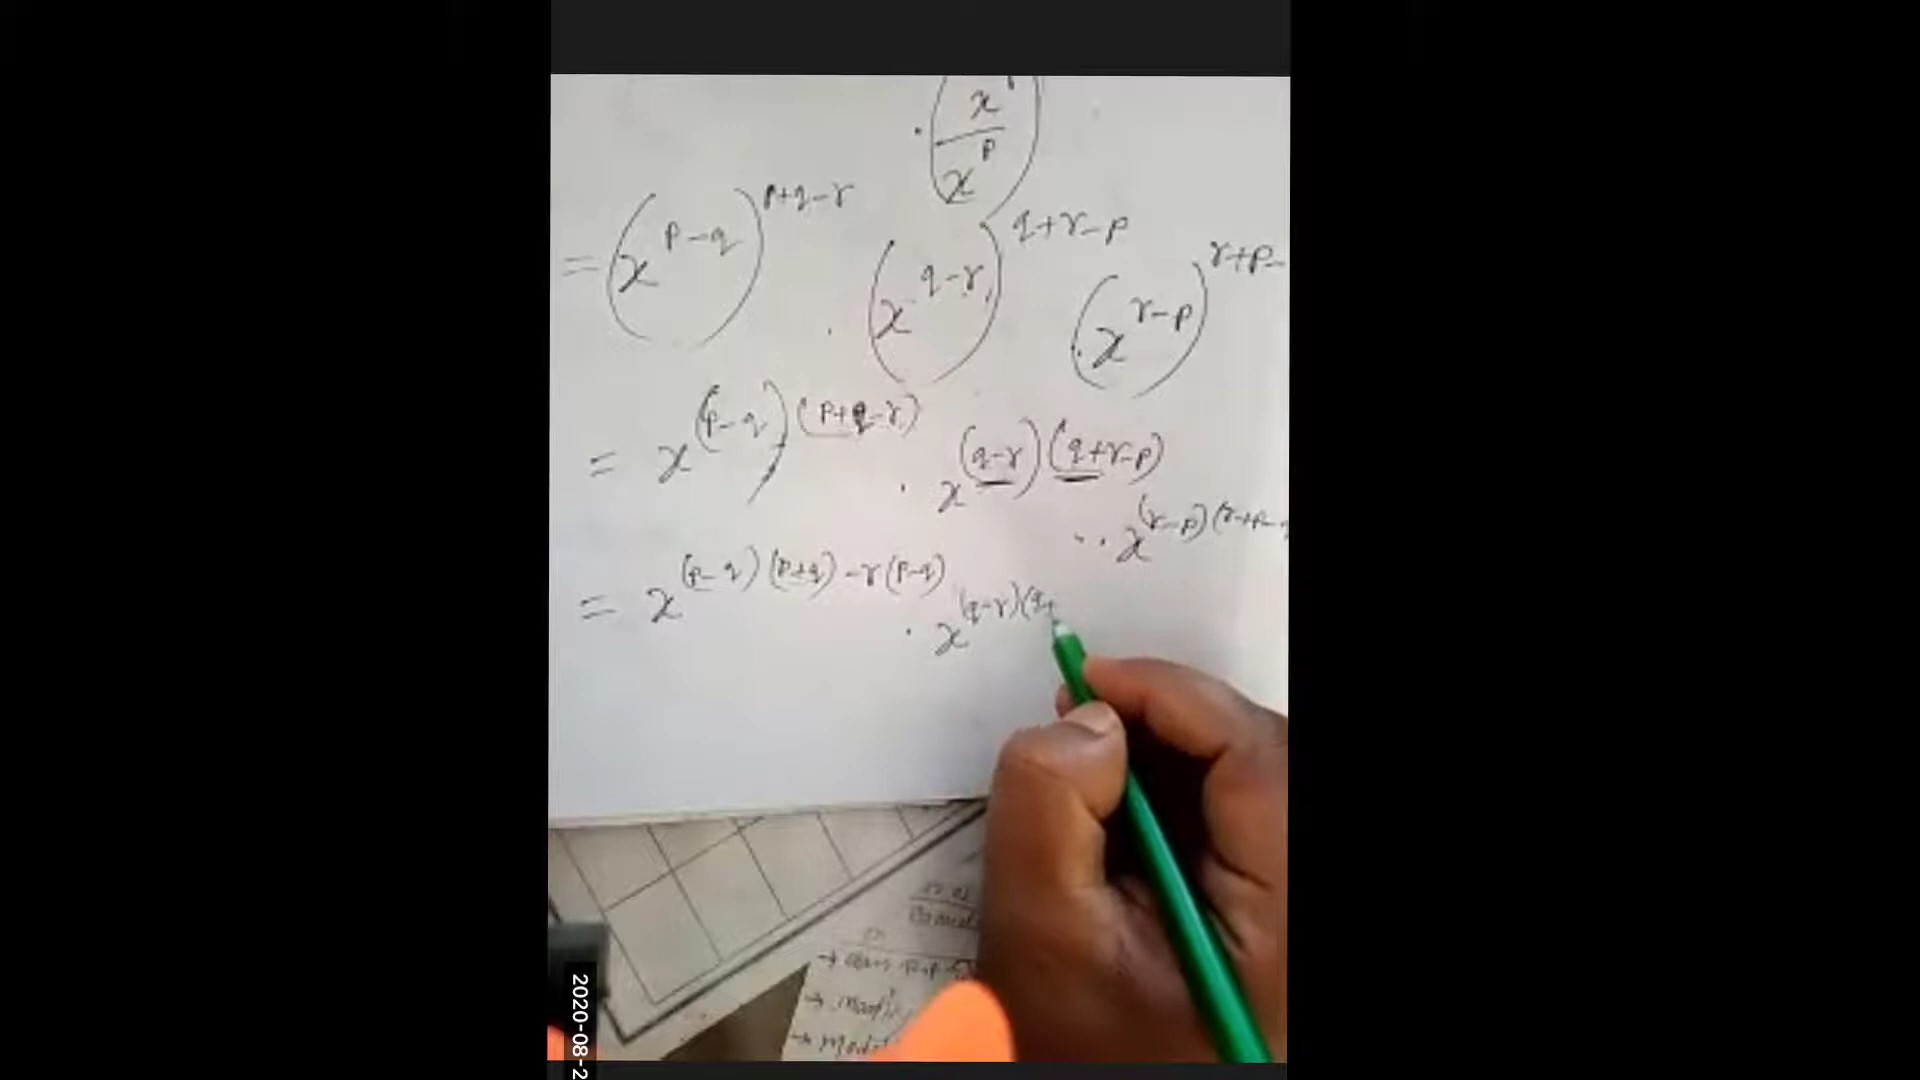 · (x^r / x^p)
= (x^{p-q})^{p+q-r} · (x^{q-r})^{q+r-p} · (x^{r-p})^{r+p-
= x^{(p-q)(p+q-r)} · x^{(q-r)(q+r-p)}
· · x^{(r-p)(r+p-q
= x^{(p-q)(p+q)-r(p-q)} · x^{(q-r)(q+
2020-08-2